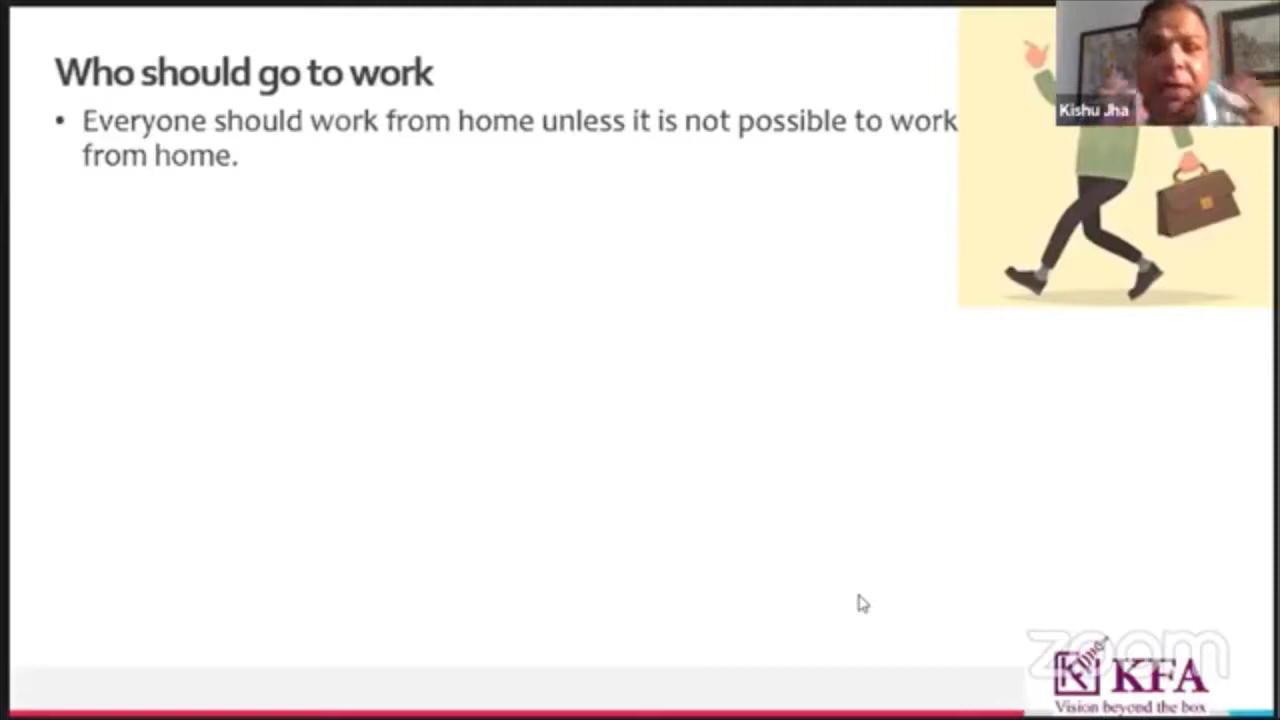 Who should go to work
• Everyone should work from home unless it is not possible to work
from home.
Kishu Jha
zoom
KFA
Vision beyond the box